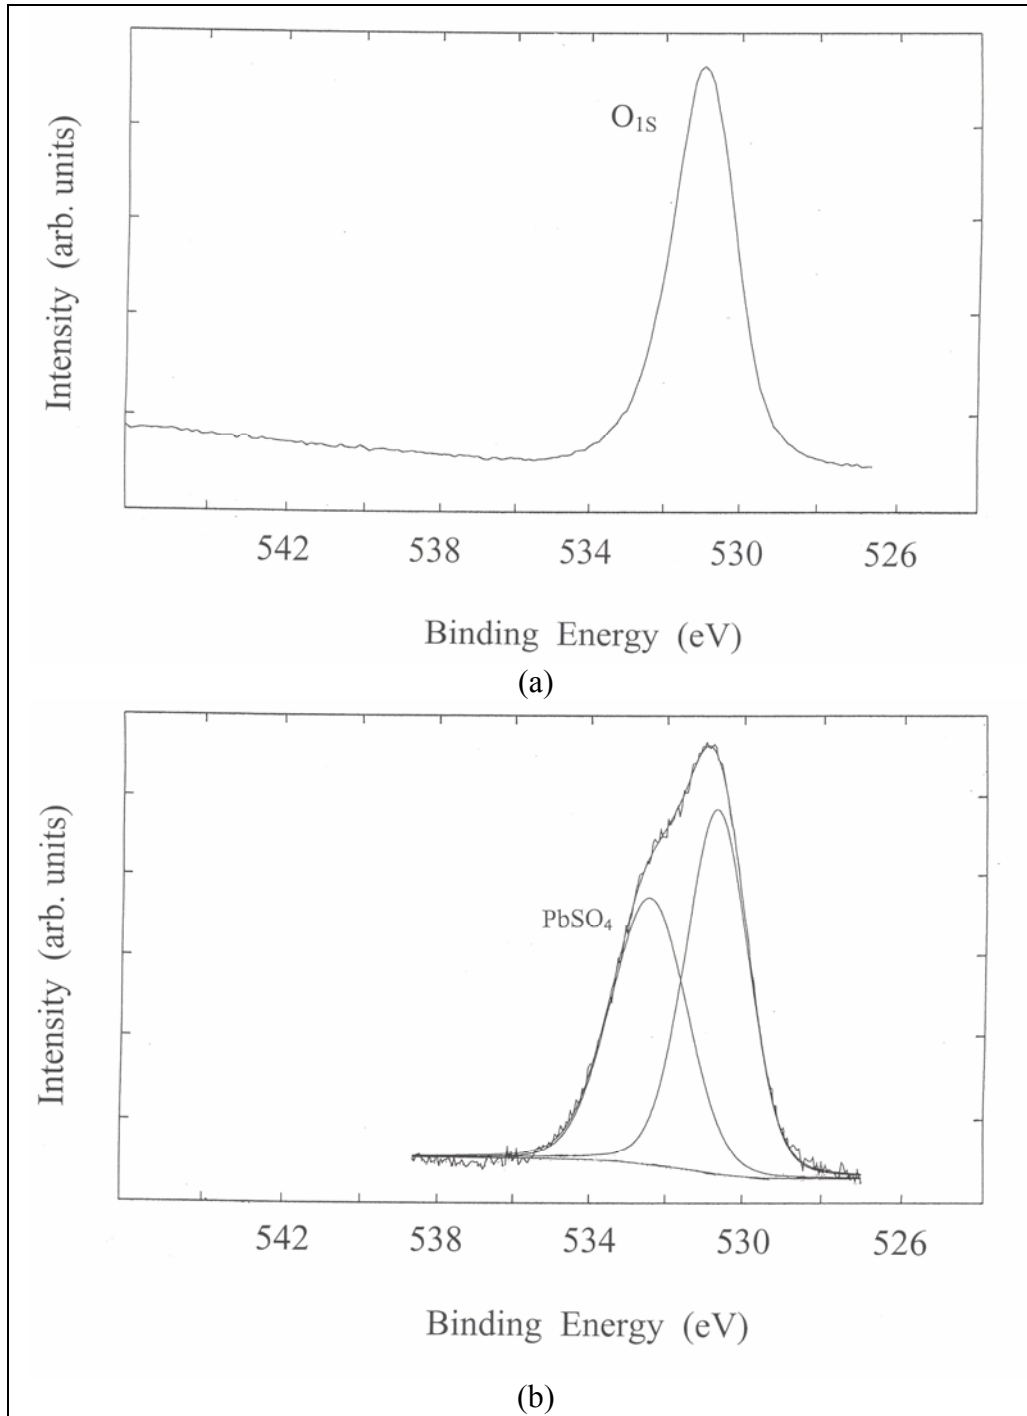 O1S
Intensity (arb. units)
542 538 534 530 526
Binding Energy (eV)
(a)
PbSO4
Intensity (arb. units)
542 538 534 530 526
Binding Energy (eV)
(b)